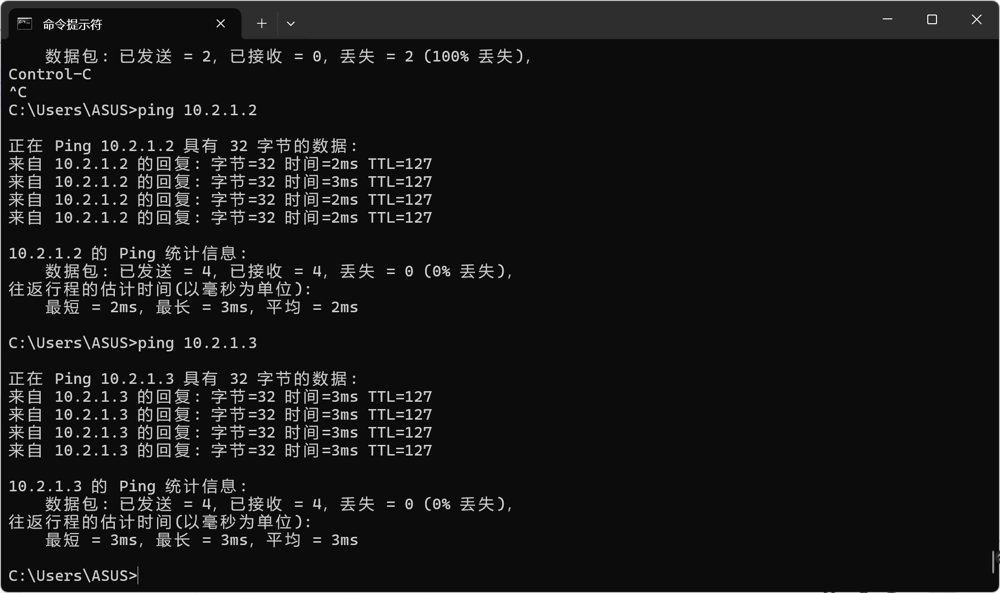 命令提示符
数据包: 已发送 = 2, 已接收 = 0, 丢失 = 2 (100% 丢失),
Control-C
^C
C:\Users\ASUS>ping 10.2.1.2
正在 Ping 10.2.1.2 具有 32 字节的数据:
来自 10.2.1.2 的回复: 字节=32 时间=2ms TTL=127
来自 10.2.1.2 的回复: 字节=32 时间=3ms TTL=127
来自 10.2.1.2 的回复: 字节=32 时间=2ms TTL=127
来自 10.2.1.2 的回复: 字节=32 时间=2ms TTL=127
10.2.1.2 的 Ping 统计信息:
数据包: 已发送 = 4, 已接收 = 4, 丢失 = 0 (0% 丢失),
往返行程的估计时间(以毫秒为单位):
最短 = 2ms, 最长 = 3ms, 平均 = 2ms
C:\Users\ASUS>ping 10.2.1.3
正在 Ping 10.2.1.3 具有 32 字节的数据:
来自 10.2.1.3 的回复: 字节=32 时间=3ms TTL=127
来自 10.2.1.3 的回复: 字节=32 时间=3ms TTL=127
来自 10.2.1.3 的回复: 字节=32 时间=3ms TTL=127
来自 10.2.1.3 的回复: 字节=32 时间=3ms TTL=127
10.2.1.3 的 Ping 统计信息:
数据包: 已发送 = 4, 已接收 = 4, 丢失 = 0 (0% 丢失),
往返行程的估计时间(以毫秒为单位):
最短 = 3ms, 最长 = 3ms, 平均 = 3ms
C:\Users\ASUS>